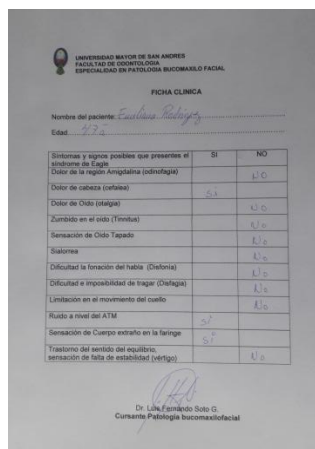 UNIVERSIDAD MAYOR DE SAN ANDRES
FACULTAD DE ODONTOLOGIA
ESPECIALIDAD EN PATOLOGIA BUCOMAXILO FACIAL
FICHA CLINICA
Nombre del paciente: Emiliana Rodriguez
Edad
Síntomas y signos posibles que presentes el síndrome de Eagle SI NO
Dolor de la región Amigdalina (odinofagia) NO
Dolor de cabeza (cefalea) Sí
Dolor de Oído (otalgia) No
Zumbido en el oído (Tinnitus) No
Sensación de Oído Tapado No
Sialorrea No
Dificultad la fonación del habla (Disfonía) No
Dificultad e imposibilidad de tragar (Disfagia) No
Limitación en el movimiento del cuello No
Ruido a nivel del ATM Sí
Sensación de Cuerpo extraño en la faringe Sí
Trastorno del sentido del equilibrio, sensación de falta de estabilidad (vértigo) No
Dr. Luis Fernando Soto G.
Cursante Patología bucomaxilofacial